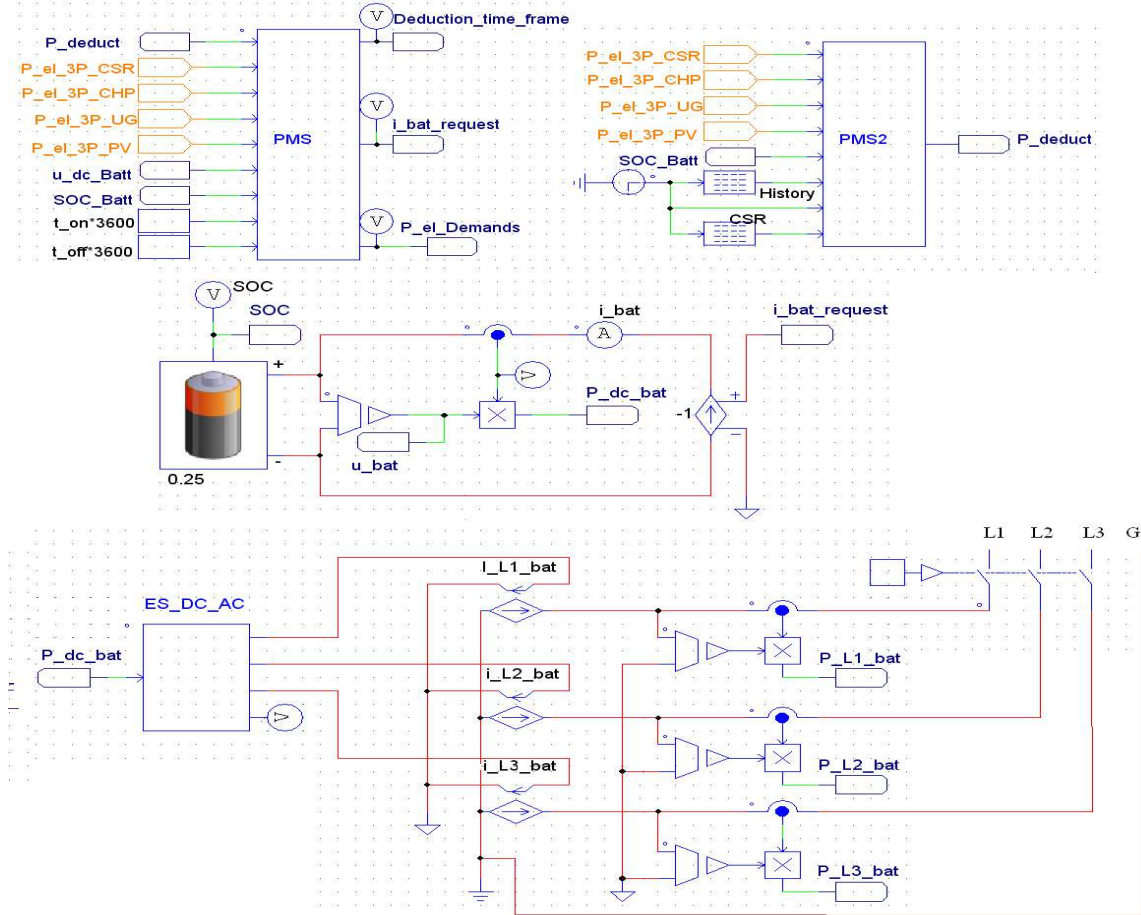 V
Deduction_time_frame
P_deduct
P_el_3P_CSR
P_el_3P_CHP
P_el_3P_UG
P_el_3P_PV
u_dc_Batt
SOC_Batt
t_on*3600
t_off*3600
PMS
V
i_bat_request
V
P_el_Demands
P_el_3P_CSR
P_el_3P_CHP
P_el_3P_UG
P_el_3P_PV
SOC_Batt
History
CSR
PMS2
P_deduct
V
SOC
SOC
+
-
0.25
u_bat
V
P_dc_bat
i_bat
A
-1
+
–
i_bat_request
L1 L2 L3 G
ES_DC_AC
P_dc_bat
V
I_L1_bat
i_L2_bat
i_L3_bat
P_L1_bat
P_L2_bat
P_L3_bat